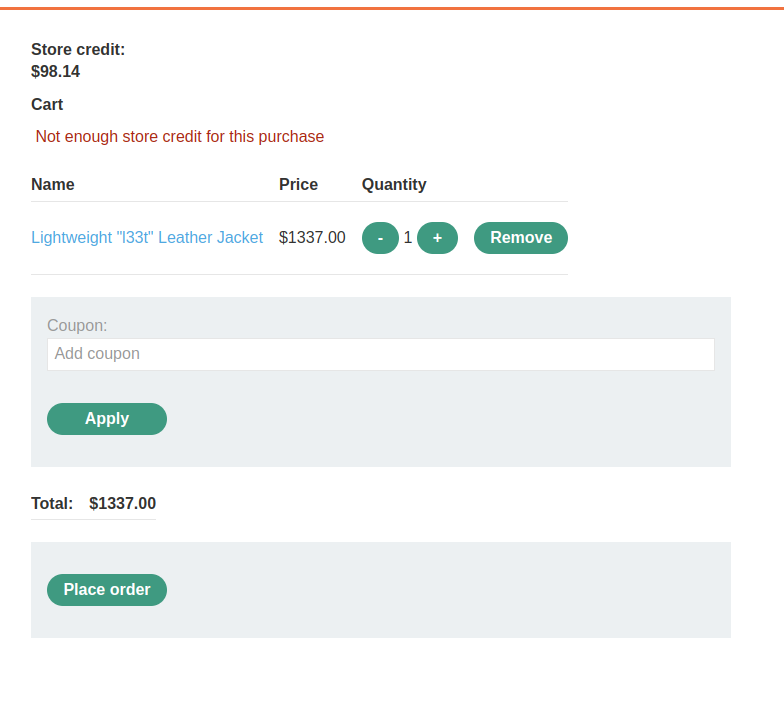 Store credit:
$98.14
Cart
Not enough store credit for this purchase
Name Price Quantity
Lightweight "l33t" Leather Jacket $1337.00 - 1 + Remove
Coupon:
Add coupon
Apply
Total: $1337.00
Place order